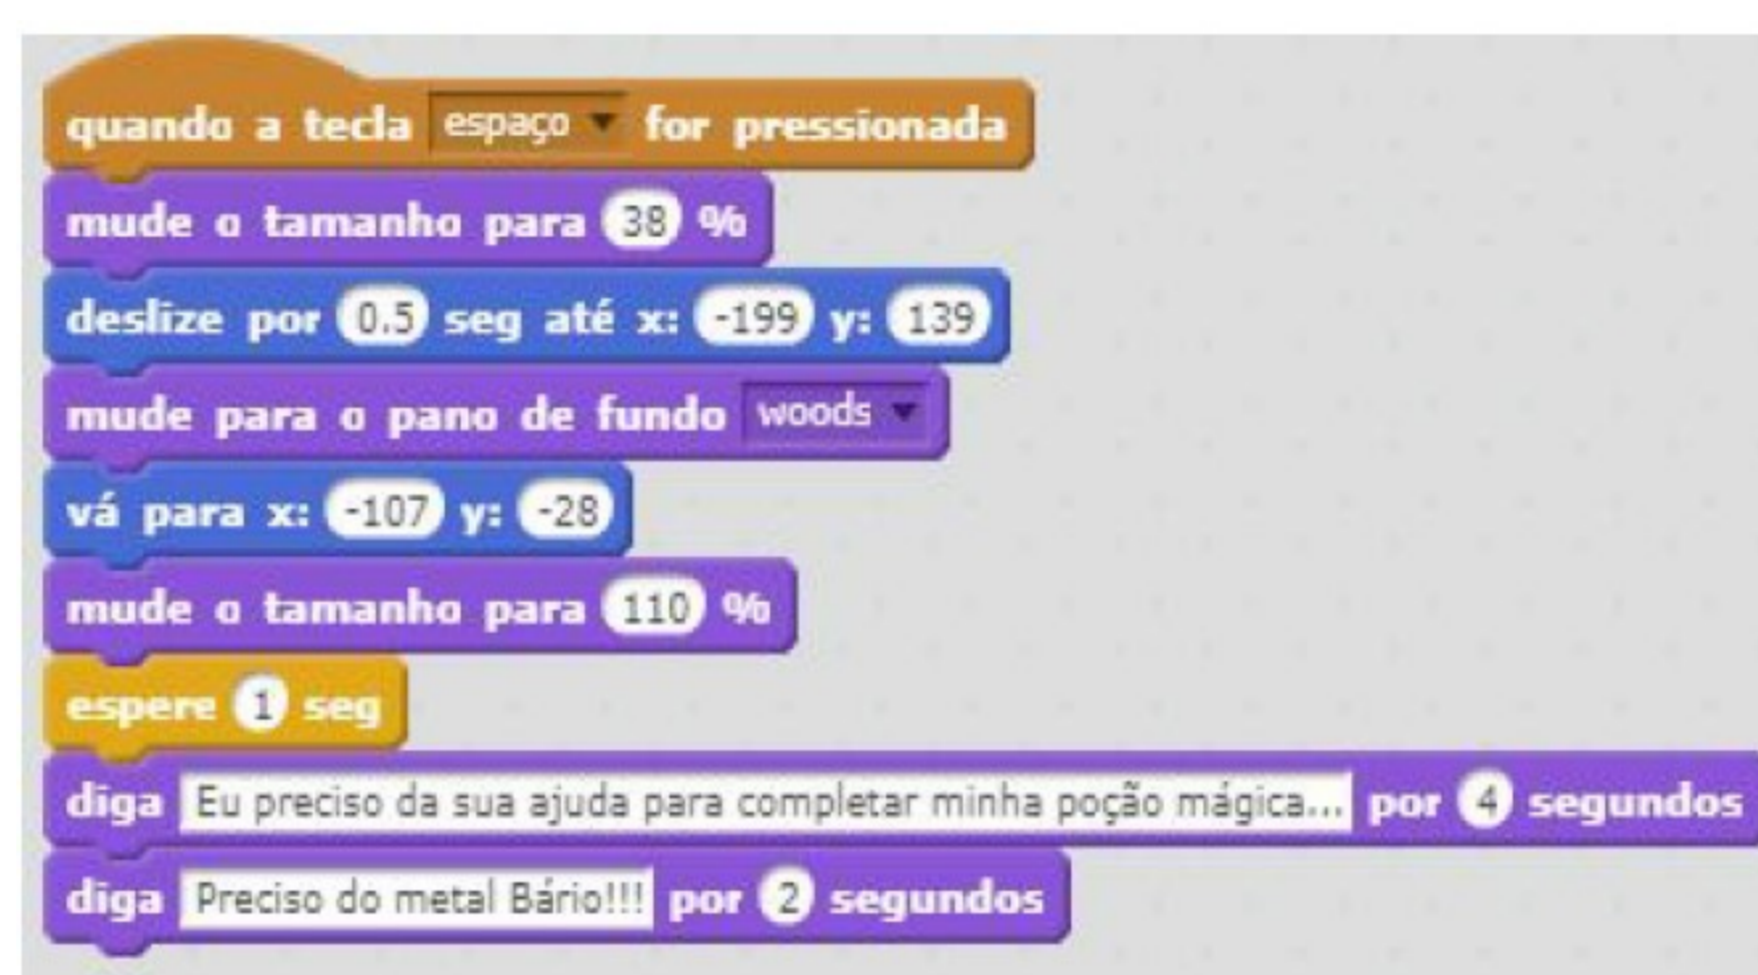 quando a tecla espaço for pressionada
mude o tamanho para 38 %
deslize por 0.5 seg até x: -199 y: 139
mude para o pano de fundo woods
vá para x: -107 y: -28
mude o tamanho para 110 %
espere 1 seg
diga Eu preciso da sua ajuda para completar minha poção mágica... por 4 segundos
diga Preciso do metal Bário!!! por 2 segundos